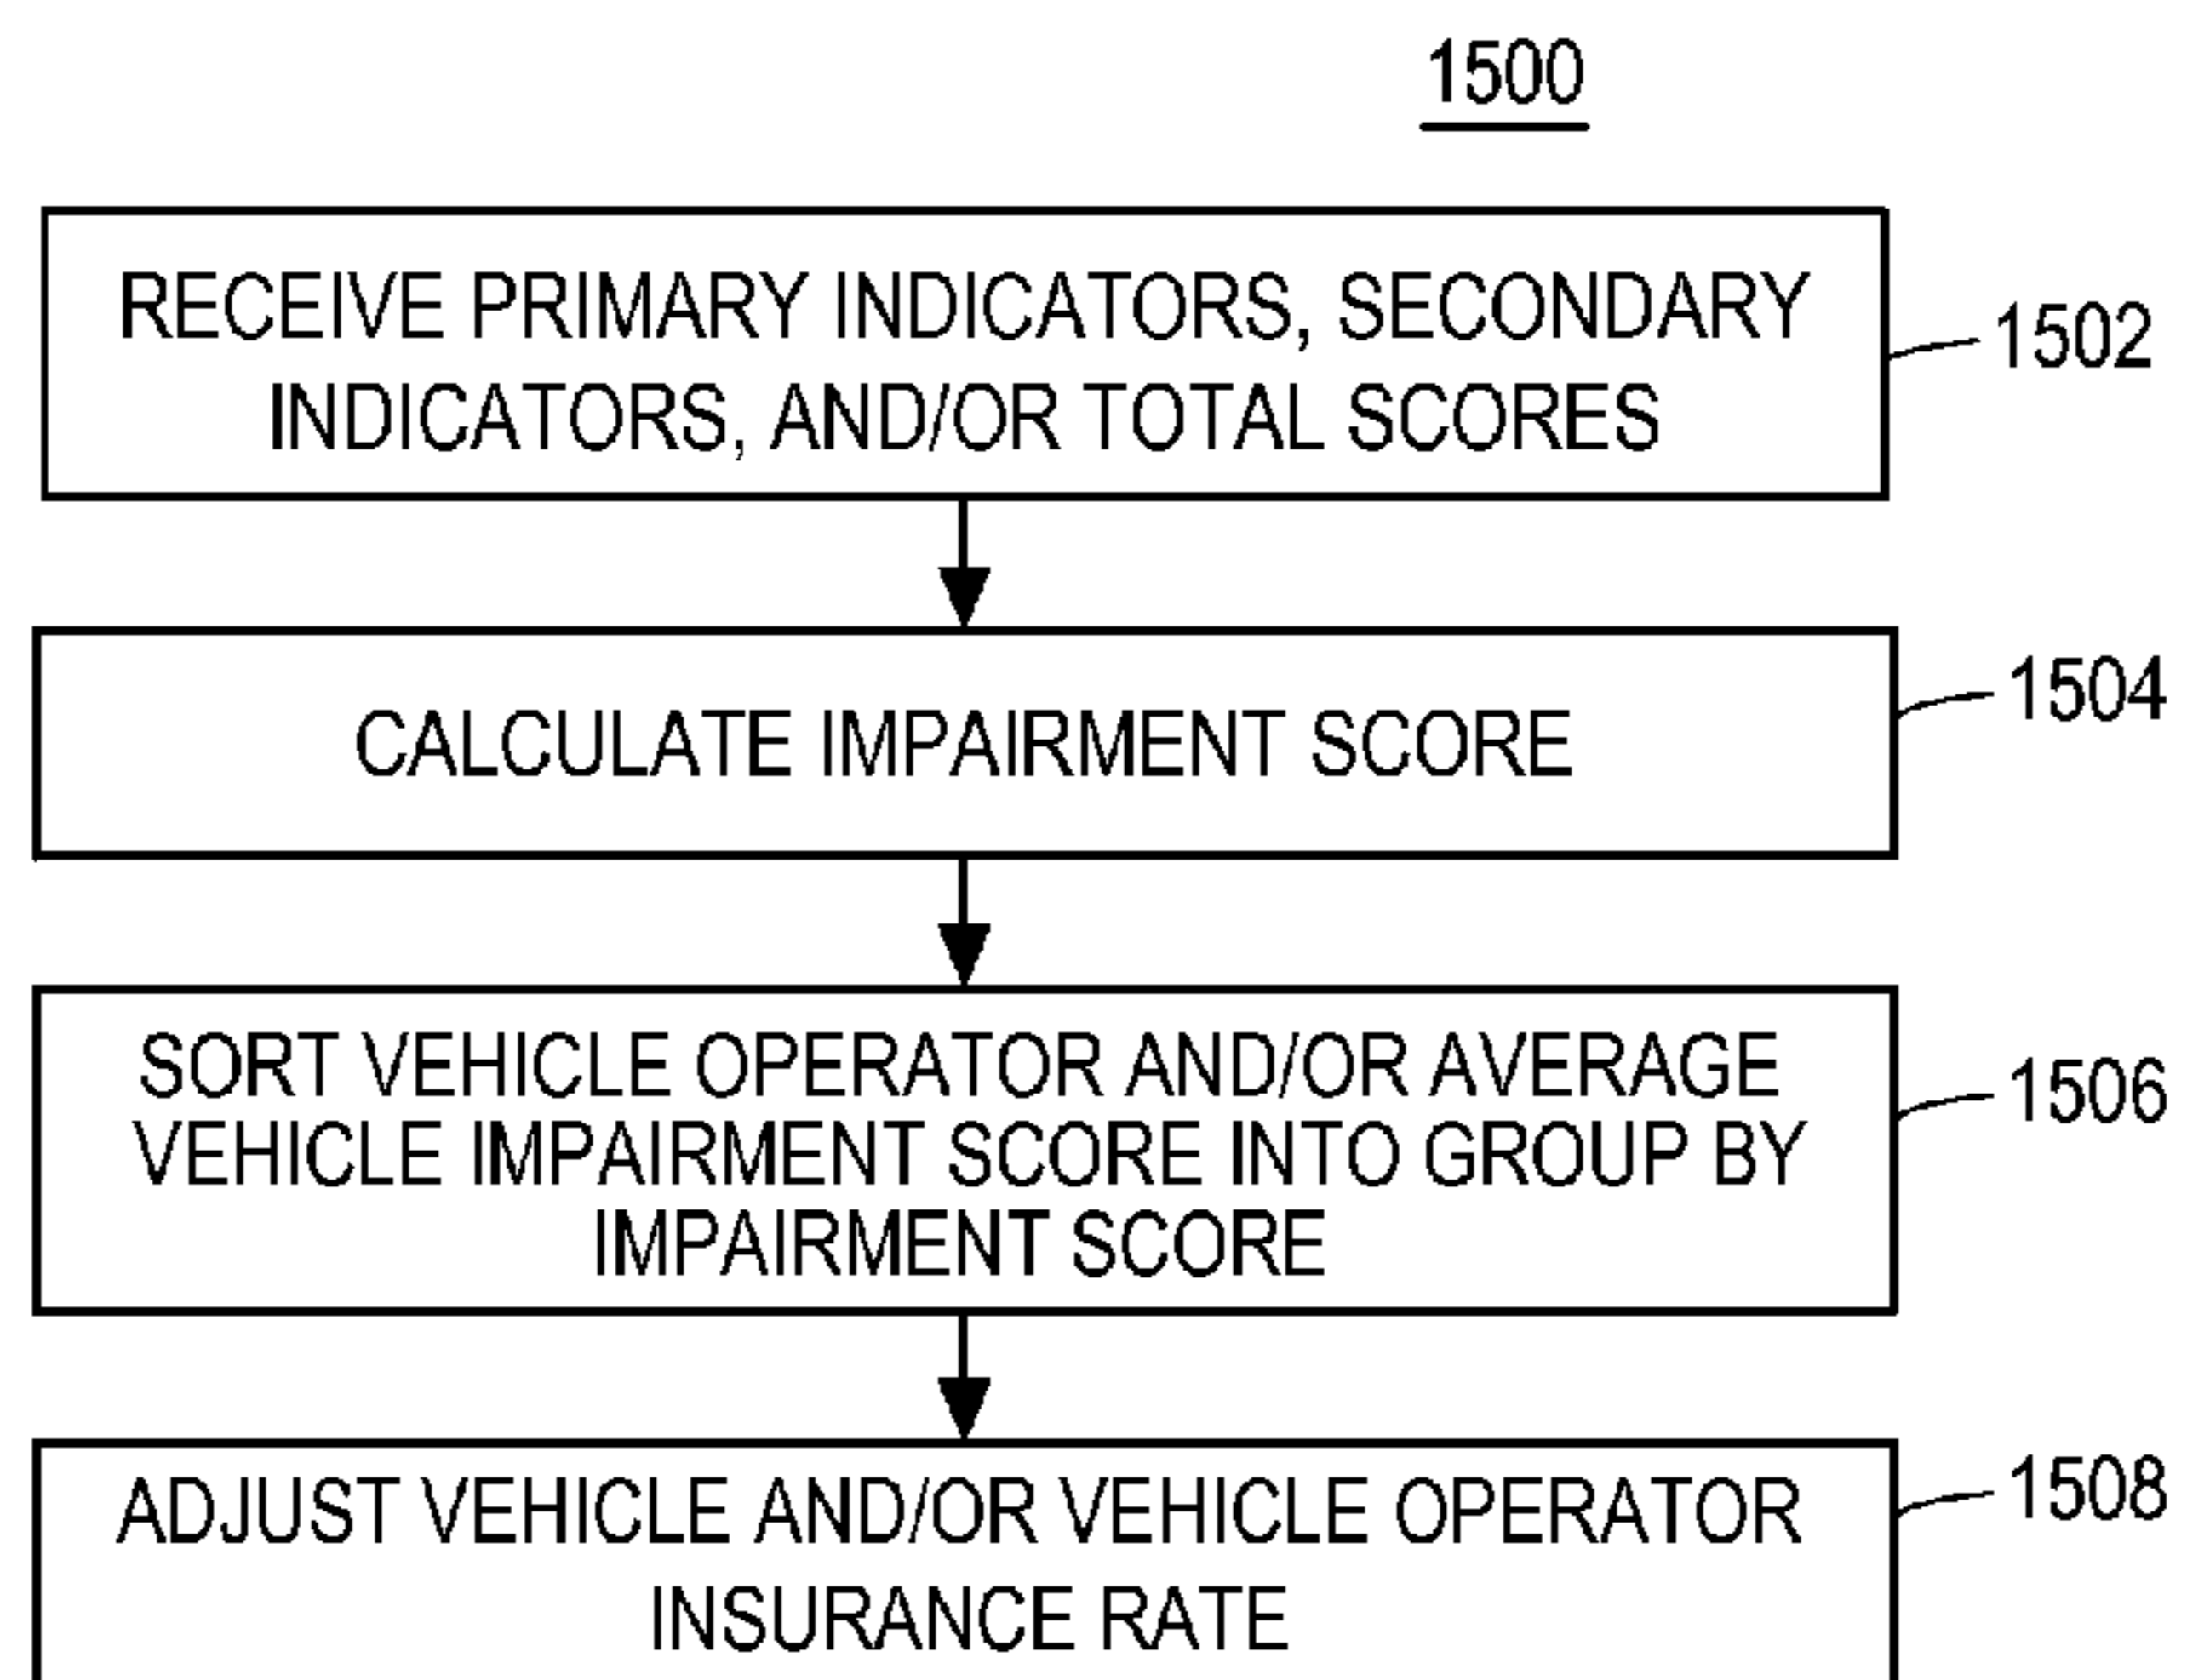 1500
RECEIVE PRIMARY INDICATORS, SECONDARY
INDICATORS, AND/OR TOTAL SCORES
1502
CALCULATE IMPAIRMENT SCORE
1504
SORT VEHICLE OPERATOR AND/OR AVERAGE
VEHICLE IMPAIRMENT SCORE INTO GROUP BY
IMPAIRMENT SCORE
1506
ADJUST VEHICLE AND/OR VEHICLE OPERATOR
INSURANCE RATE
1508